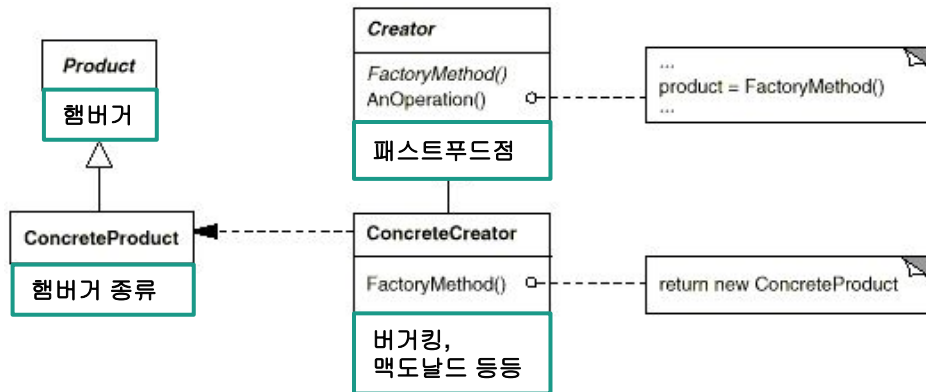 Product
햄버거
ConcreteProduct
햄버거 종류
Creator
FactoryMethod()
AnOperation()
패스트푸드점
ConcreteCreator
FactoryMethod()
버거킹,
맥도날드 등등
...
product = FactoryMethod()
...
return new ConcreteProduct